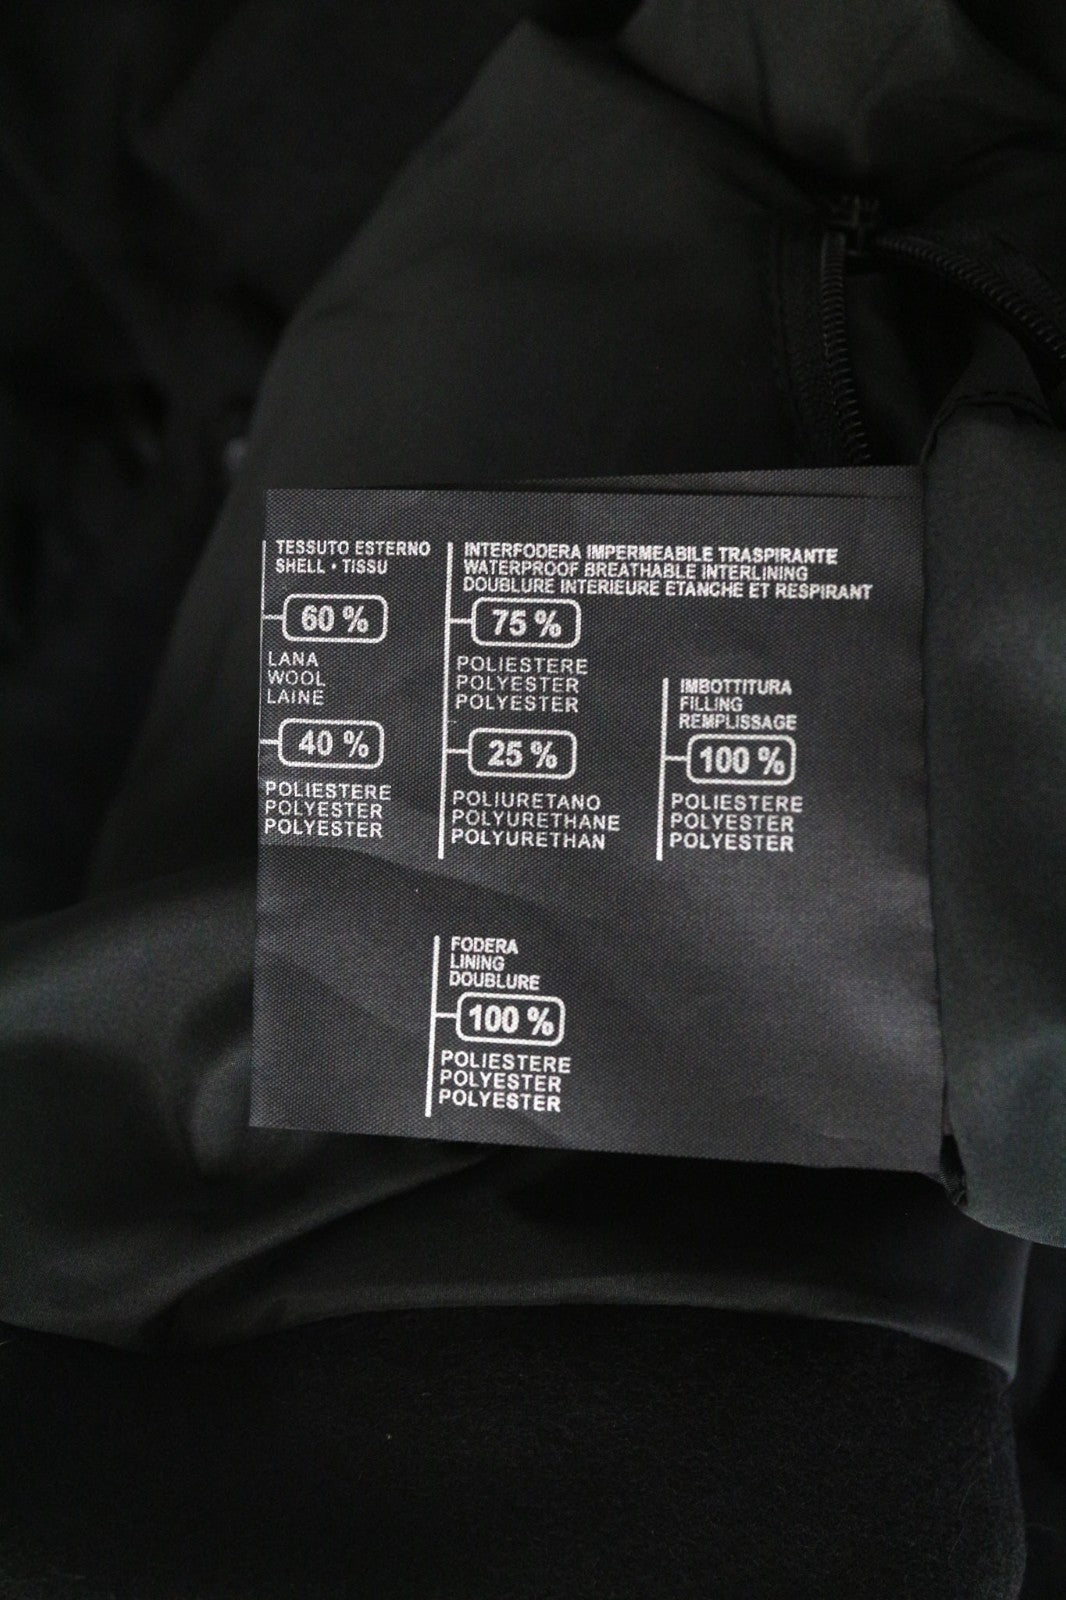 TESSUTO ESTERNO
SHELL • TISSU
60 %
LANA
WOOL
LAINE
40 %
POLIESTERE
POLYESTER
POLYESTER
INTERFODERA IMPERMEABILE TRASPIRANTE
WATERPROOF BREATHABLE INTERLINING
DOUBLURE INTERIEURE ETANCHE ET RESPIRANT
75 %
POLIESTERE
POLYESTER
POLYESTER
25 %
POLIURETANO
POLYURETHANE
POLYURETHAN
IMBOTTITURA
FILLING
REMPLISSAGE
100 %
POLIESTERE
POLYESTER
POLYESTER
FODERA
LINING
DOUBLURE
100 %
POLIESTERE
POLYESTER
POLYESTER